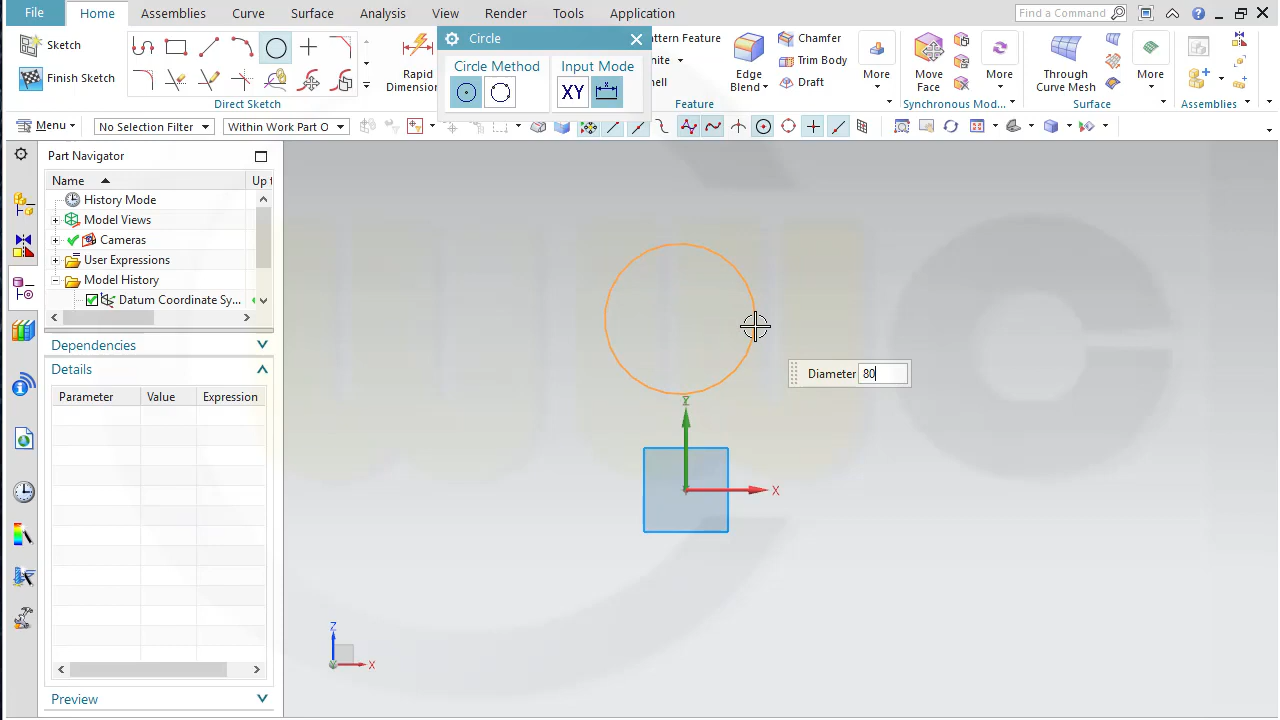 File Home Assemblies Curve Surface Analysis View Render Tools Application Find a Command
Circle
Sketch
Finish Sketch
Rapid
Dimension
Direct Sketch
Circle Method Input Mode
XY
attern Feature
nite
Edge
Blend
Chamfer
Trim Body
Draft
More
Feature
Move
Face
More
Synchronous Mod...
Through
Curve Mesh
More
Surface
Assemblies
Menu No Selection Filter Within Work Part O
Part Navigator
Name Up t
History Mode
Model Views
Cameras
User Expressions
Model History
Datum Coordinate Sy...
Dependencies
Details
Parameter Value Expression
Preview
Diameter 80
X
Z
X